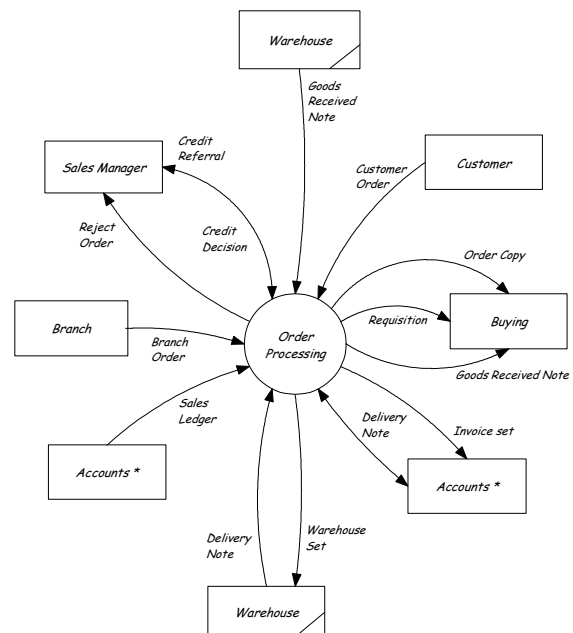 Warehouse
Goods
Received
Note
Credit
Referral
Sales Manager
Customer
Order
Customer
Reject
Order
Credit
Decision
Order Copy
Branch
Branch
Order
Order
Processing
Requisition
Buying
Goods Received Note
Sales
Ledger
Delivery
Note
Invoice set
Accounts *
Accounts *
Delivery
Note
Warehouse
Set
Warehouse